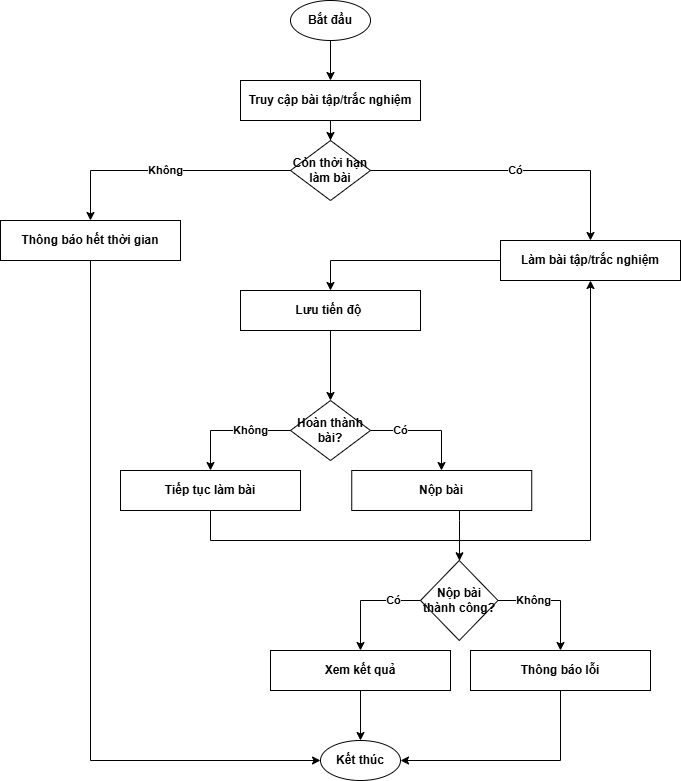 Bắt đầu
Truy cập bài tập/trắc nghiệm
Còn thời hạn
làm bài
Không
Có
Thông báo hết thời gian
Làm bài tập/trắc nghiệm
Lưu tiến độ
Hoàn thành
bài?
Không
Có
Tiếp tục làm bài
Nộp bài
Nộp bài
thành công?
Có
Không
Xem kết quả
Thông báo lỗi
Kết thúc